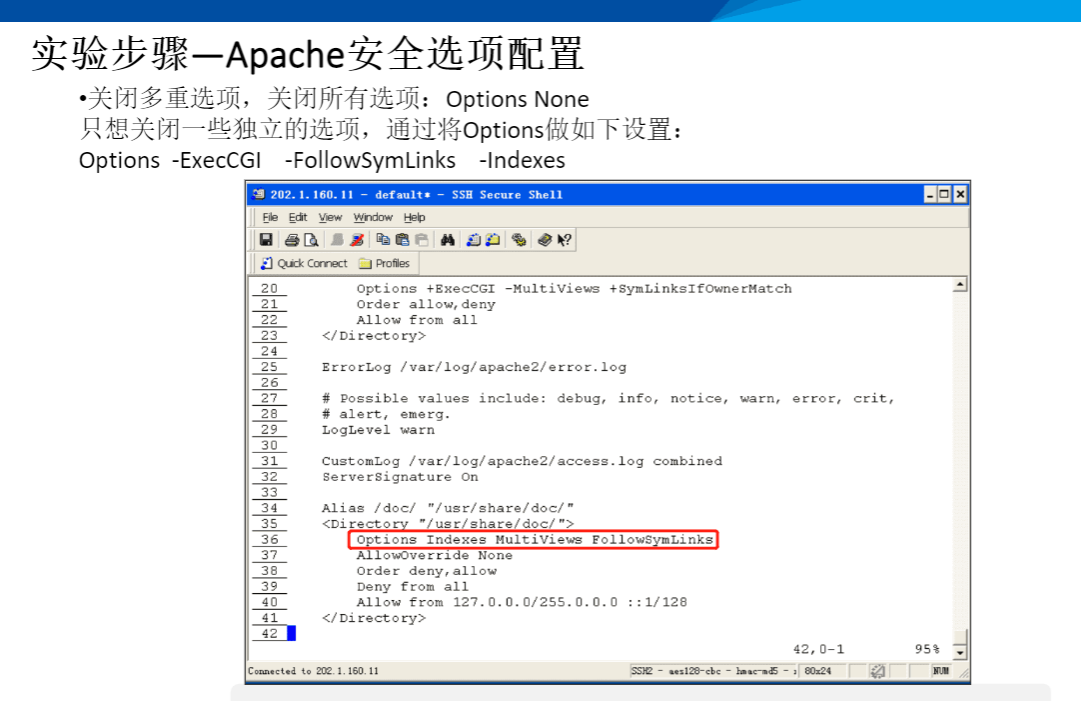 实验步骤—Apache安全选项配置
•关闭多重选项，关闭所有选项：Options None
只想关闭一些独立的选项，通过将Options做如下设置：
Options -ExecCGI -FollowSymLinks -Indexes
202.1.160.11 - default* - SSH Secure Shell
File Edit View Window Help
Quick Connect Profiles
20 Options +ExecCGI -MultiViews +SymLinksIfOwnerMatch
21 Order allow,deny
22 Allow from all
23 </Directory>
24
25 ErrorLog /var/log/apache2/error.log
26
27 # Possible values include: debug, info, notice, warn, error, crit,
28 # alert, emerg.
29 LogLevel warn
30
31 CustomLog /var/log/apache2/access.log combined
32 ServerSignature On
33
34 Alias /doc/ "/usr/share/doc/"
35 <Directory "/usr/share/doc/">
36 Options Indexes MultiViews FollowSymLinks
37 AllowOverride None
38 Order deny,allow
39 Deny from all
40 Allow from 127.0.0.0/255.0.0.0 ::1/128
41 </Directory>
42
42,0-1 95%
Connected to 202.1.160.11 SSH2 - aes128-cbc - hmac-md5 - 80x24 NUM